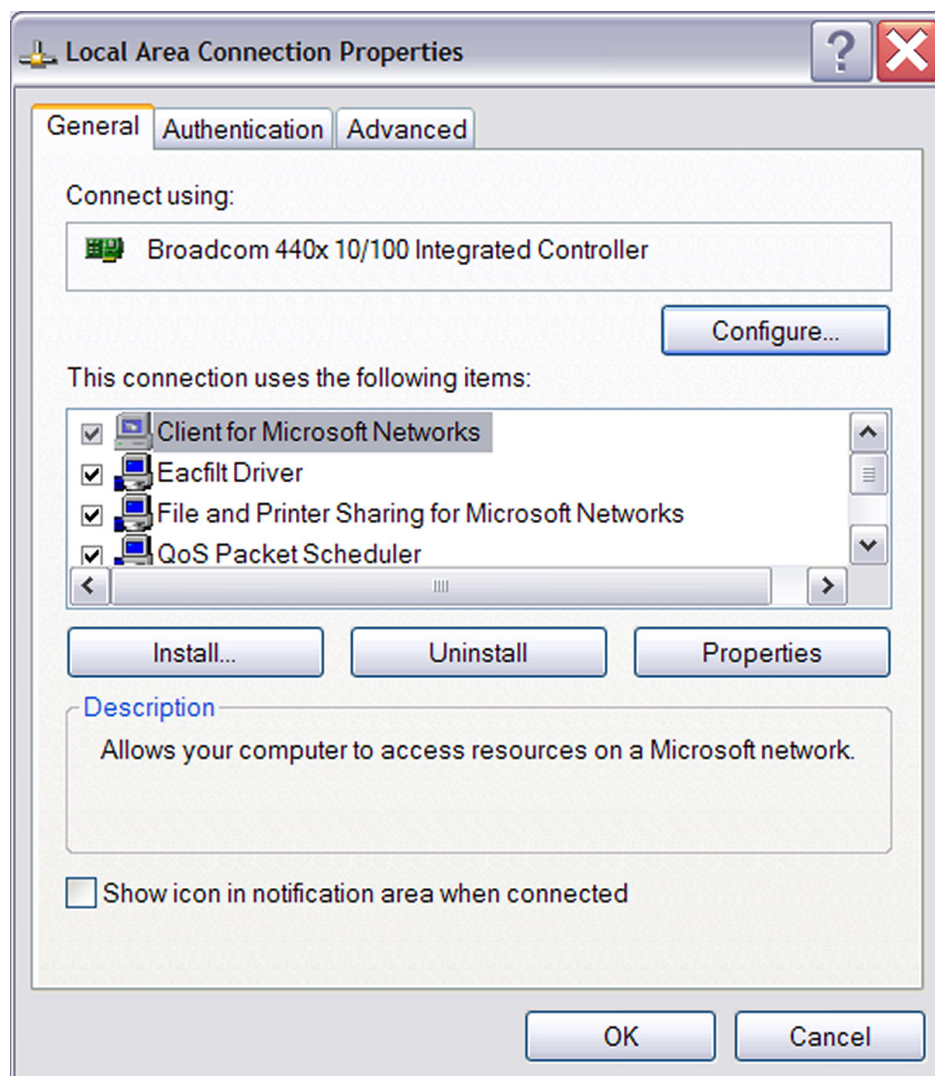 Local Area Connection Properties
General
Authentication
Advanced
Connect using:
Broadcom 440x 10/100 Integrated Controller
Configure...
This connection uses the following items:
Client for Microsoft Networks
Eacfilt Driver
File and Printer Sharing for Microsoft Networks
QoS Packet Scheduler
Install...
Uninstall
Properties
Description
Allows your computer to access resources on a Microsoft network.
Show icon in notification area when connected
OK
Cancel